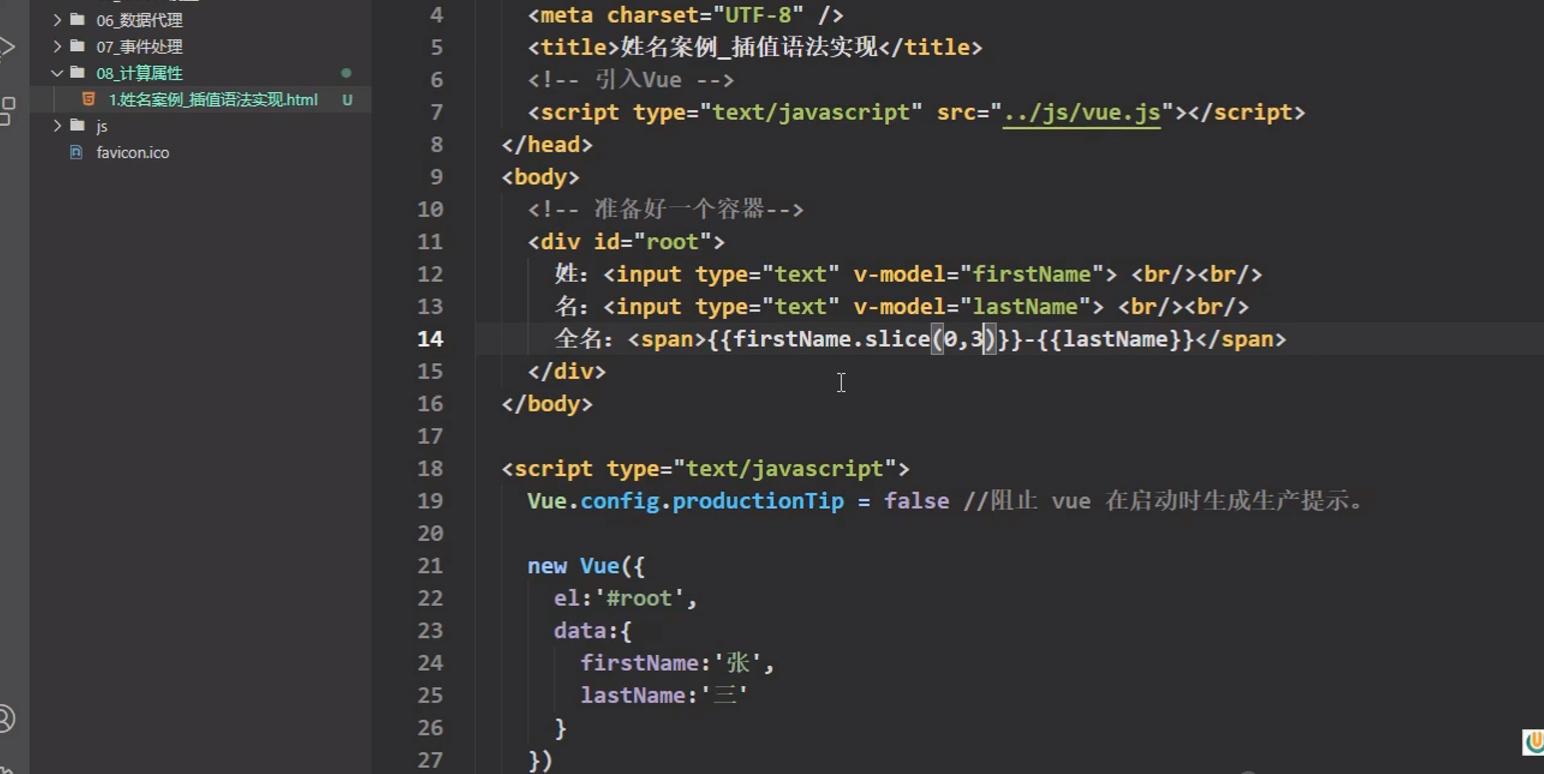 06_数据代理
07_事件处理
08_计算属性
1.姓名案例_插值语法实现.html U
js
favicon.ico
4 <meta charset="UTF-8" />
5 <title>姓名案例_插值语法实现</title>
6 <!-- 引入Vue -->
7 <script type="text/javascript" src="../js/vue.js"></script>
8 </head>
9 <body>
10 <!-- 准备好一个容器-->
11 <div id="root">
12 姓：<input type="text" v-model="firstName"> <br/><br/>
13 名：<input type="text" v-model="lastName"> <br/><br/>
14 全名：<span>{{firstName.slice(0,3)}}-{{lastName}}</span>
15 </div>
16 </body>
17
18 <script type="text/javascript">
19 Vue.config.productionTip = false //阻止 vue 在启动时生成生产提示。
20
21 new Vue({
22 el:'#root',
23 data:{
24 firstName:'张',
25 lastName:'三'
26 }
27 })